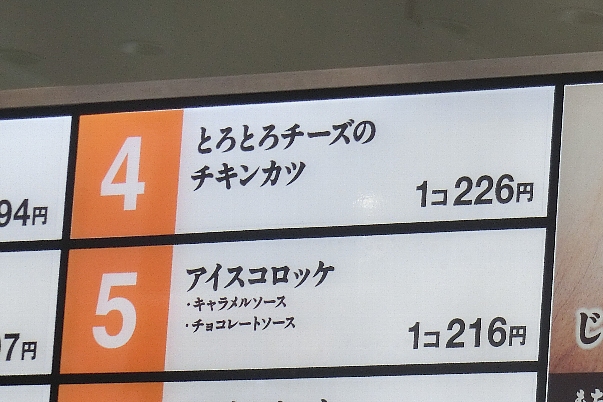 4
とろとろチーズの
チキンカツ
1コ226円
94円
5
アイスコロッケ
・キャラメルソース
・チョコレートソース
1コ216円
97円
じ